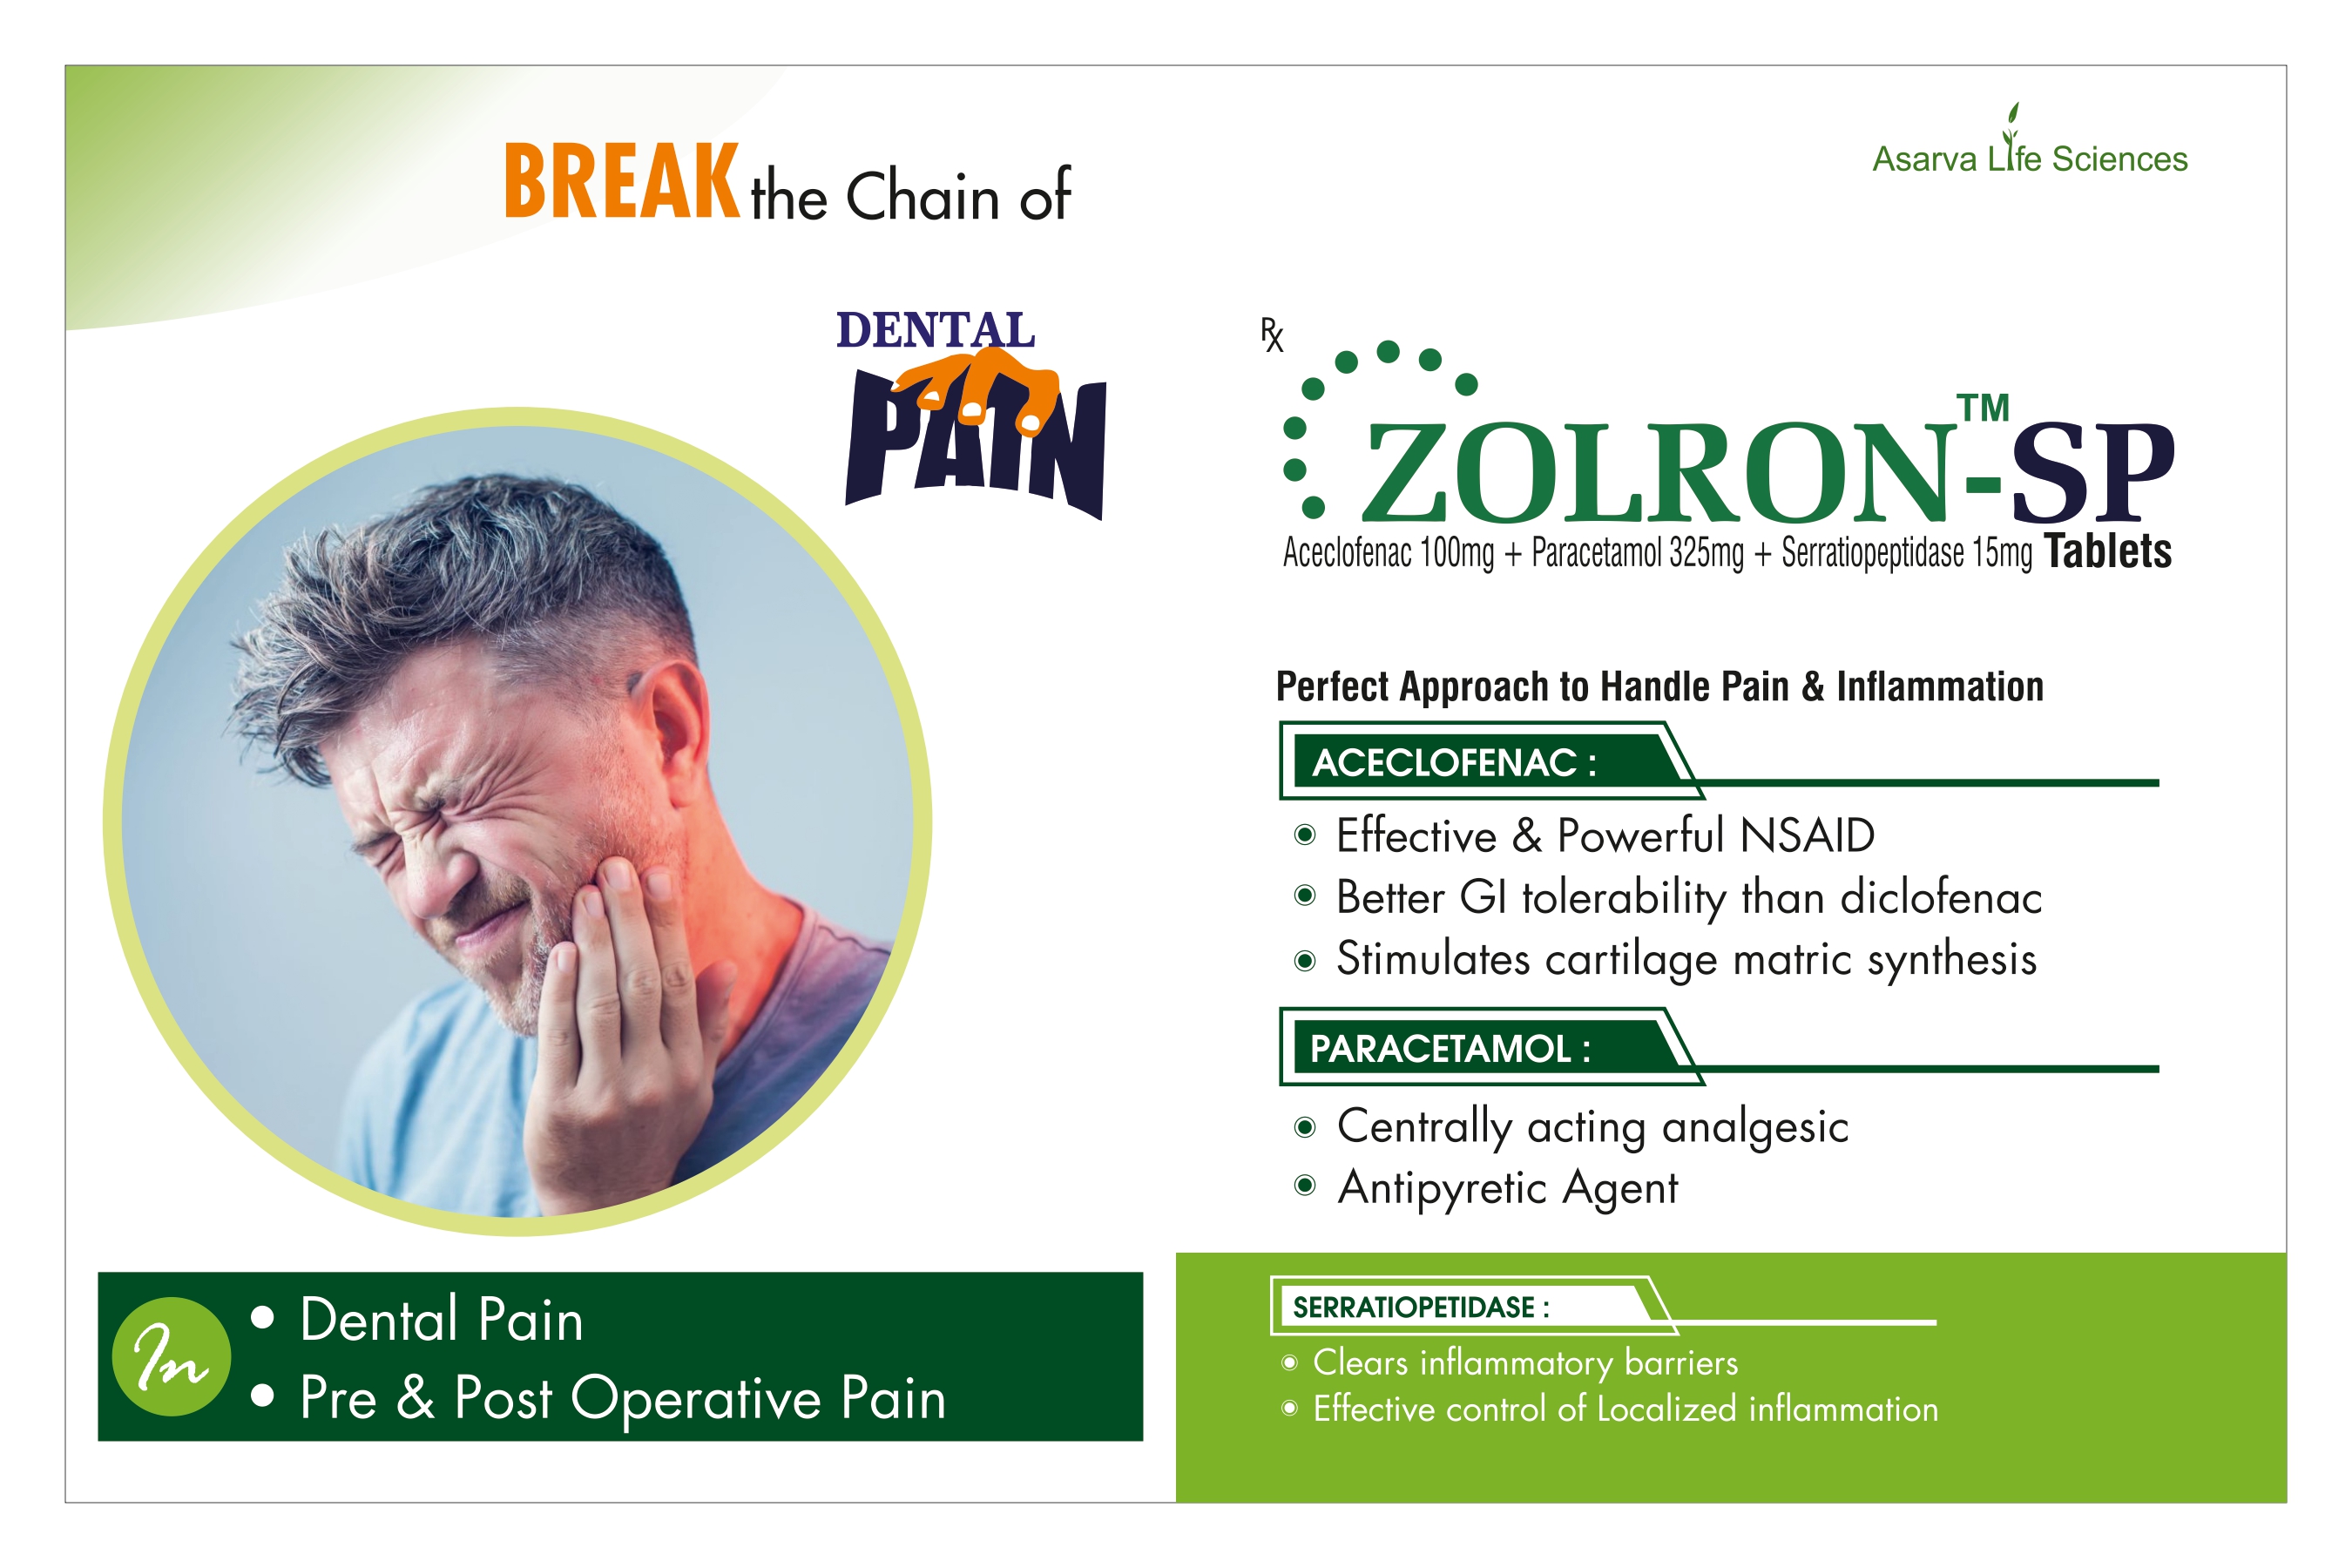 BREAK the Chain of
DENTAL
PAIN
In
• Dental Pain
• Pre & Post Operative Pain
Asarva Life Sciences
Rx
ZOLRON™-SP
Aceclofenac 100mg + Paracetamol 325mg + Serratiopeptidase 15mg Tablets
Perfect Approach to Handle Pain & Inflammation
ACECLOFENAC :
Effective & Powerful NSAID
Better GI tolerability than diclofenac
Stimulates cartilage matric synthesis
PARACETAMOL :
Centrally acting analgesic
Antipyretic Agent
SERRATIOPETIDASE :
Clears inflammatory barriers
Effective control of Localized inflammation